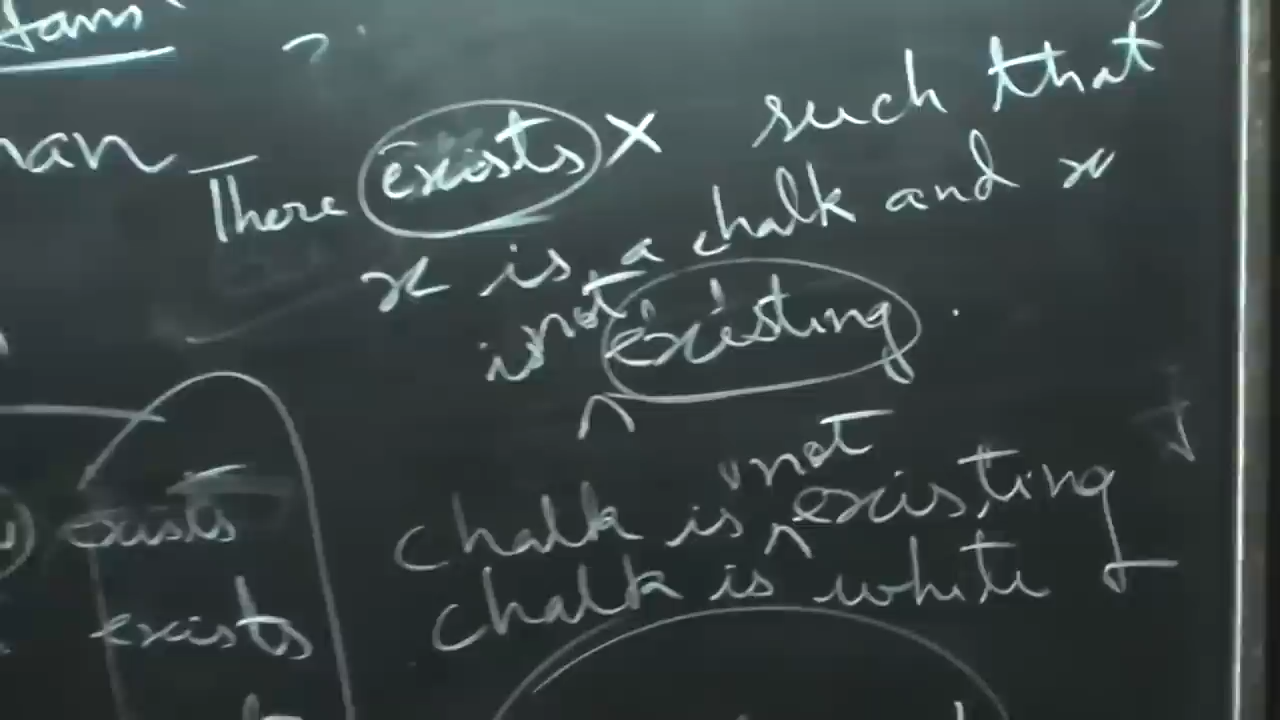 There exists x such that
x is a chalk and x
is not existing.
chalk is not existing
chalk is white
exists
exists